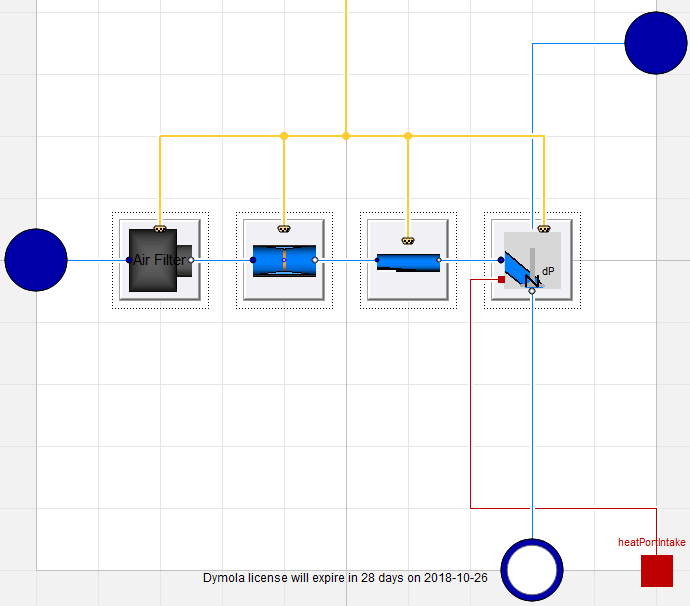 Air Filter
dP
heatPortIntake
Dymola license will expire in 28 days on 2018-10-26